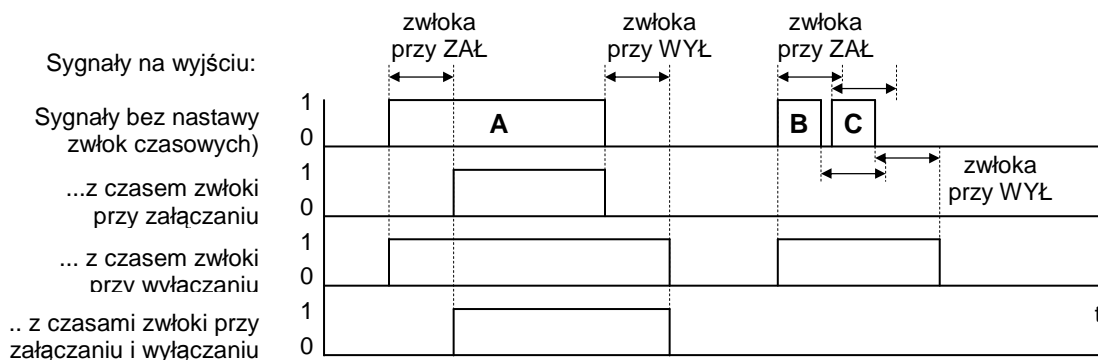 zwłoka
przy ZAŁ
zwłoka
przy WYŁ
zwłoka
przy ZAŁ
Sygnały na wyjściu:
Sygnały bez nastawy
zwłok czasowych)
1
0
A
B
C
...z czasem zwłoki
przy załączaniu
1
0
zwłoka
przy WYŁ
... z czasem zwłoki
przy wyłączaniu
1
0
.. z czasami zwłoki przy
załączaniu i wyłączaniu
1
0
t